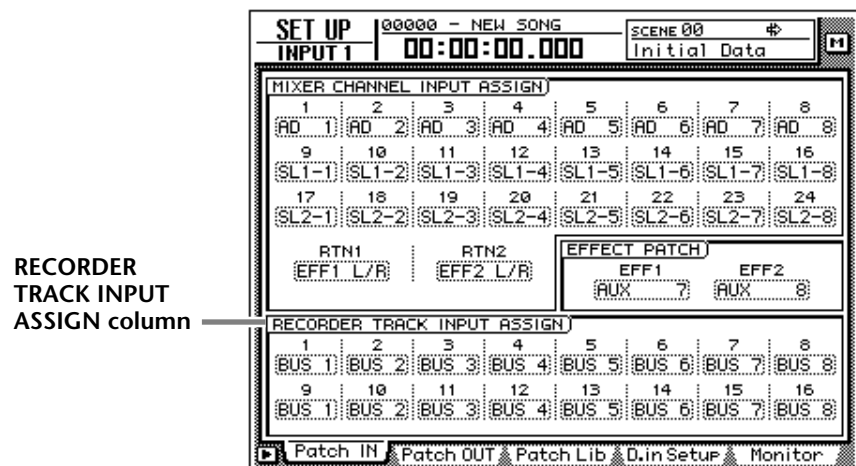 SET UP 00000 - NEW SONG SCENE 00
INPUT 1 00:00:00.000 Initial Data M
MIXER CHANNEL INPUT ASSIGN
1 2 3 4 5 6 7 8
AD 1 AD 2 AD 3 AD 4 AD 5 AD 6 AD 7 AD 8
9 10 11 12 13 14 15 16
SL1-1 SL1-2 SL1-3 SL1-4 SL1-5 SL1-6 SL1-7 SL1-8
17 18 19 20 21 22 23 24
SL2-1 SL2-2 SL2-3 SL2-4 SL2-5 SL2-6 SL2-7 SL2-8
RTN1 RTN2
EFF1 L/R EFF2 L/R
EFFECT PATCH
EFF1 EFF2
AUX 7 AUX 8
RECORDER
TRACK INPUT
ASSIGN column
RECORDER TRACK INPUT ASSIGN
1 2 3 4 5 6 7 8
BUS 1 BUS 2 BUS 3 BUS 4 BUS 5 BUS 6 BUS 7 BUS 8
9 10 11 12 13 14 15 16
BUS 1 BUS 2 BUS 3 BUS 4 BUS 5 BUS 6 BUS 7 BUS 8
Patch IN Patch OUT Patch Lib D.in Setup Monitor